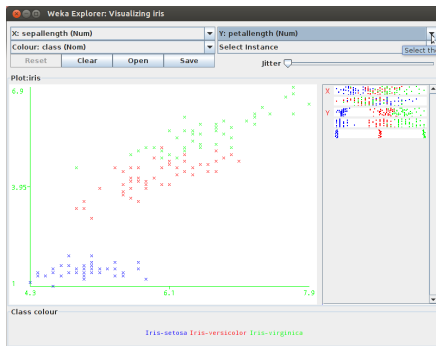 Weka Explorer: Visualizing iris
X: sepallength (Num) Y: petallength (Num)
Colour: class (Nom) Select Instance
Reset Clear Open Save Jitter
Select the
Plot:iris
6.9
3.95
1
4.3 6.1 7.9
X
Y
Class colour
Iris-setosa Iris-versicolor Iris-virginica